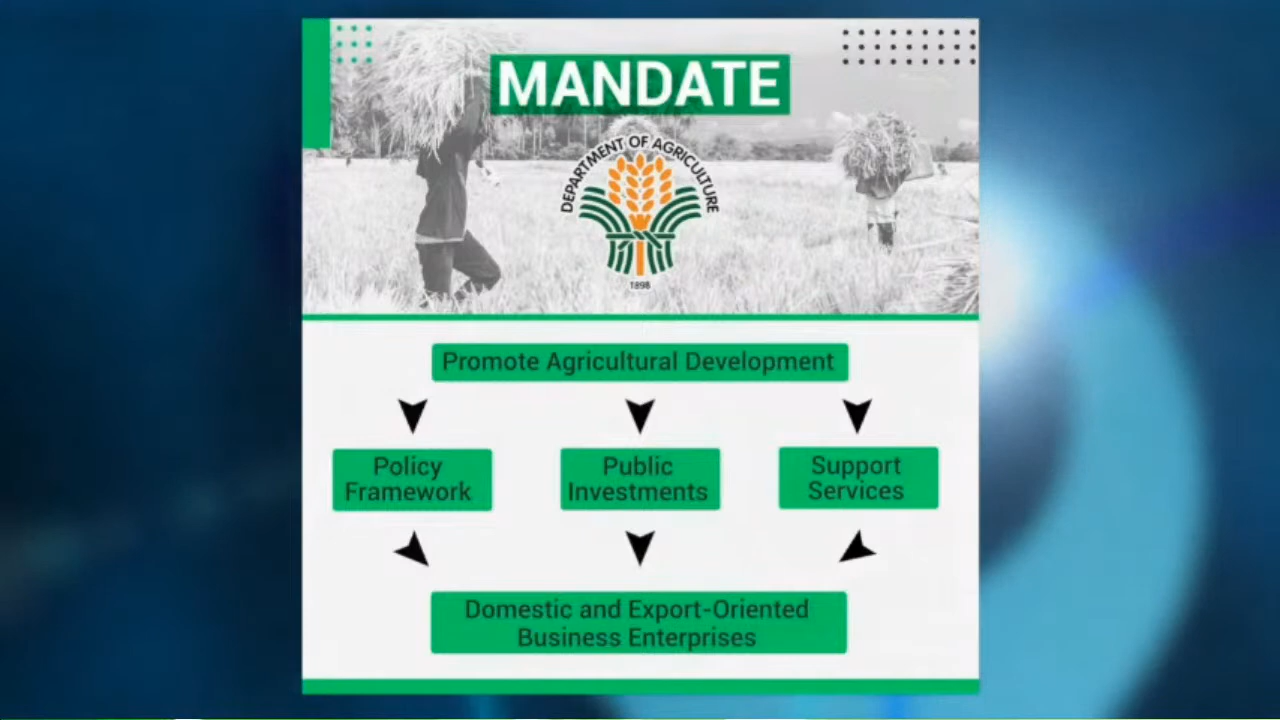 MANDATE
DEPARTMENT OF AGRICULTURE
1898
Promote Agricultural Development
Policy
Framework
Public
Investments
Support
Services
Domestic and Export-Oriented
Business Enterprises